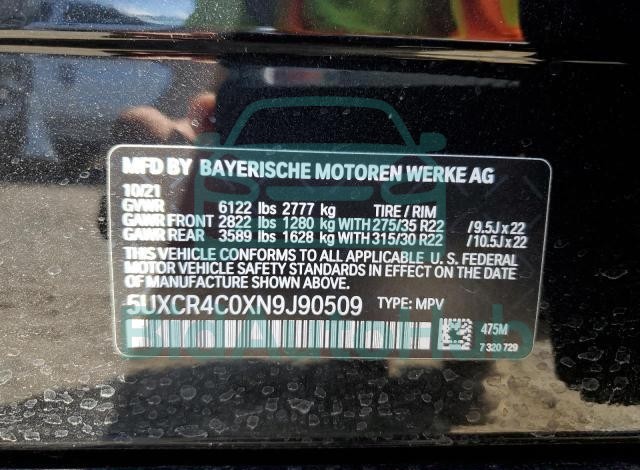 MFD BY BAYERISCHE MOTOREN WERKE AG
10/21
GVWR 6122 lbs 2777 kg TIRE / RIM
GAWR FRONT 2822 lbs 1280 kg WITH 275/35 R22 / 9.5J x 22
GAWR REAR 3589 lbs 1628 kg WITH 315/30 R22 / 10.5J x 22
THIS VEHICLE CONFORMS TO ALL APPLICABLE U.S. FEDERAL
MOTOR VEHICLE SAFETY STANDARDS IN EFFECT ON THE DATE
OF MANUFACTURE SHOWN ABOVE.
5UXCR4C0XN9J90509 TYPE: MPV
475M
7 320 729